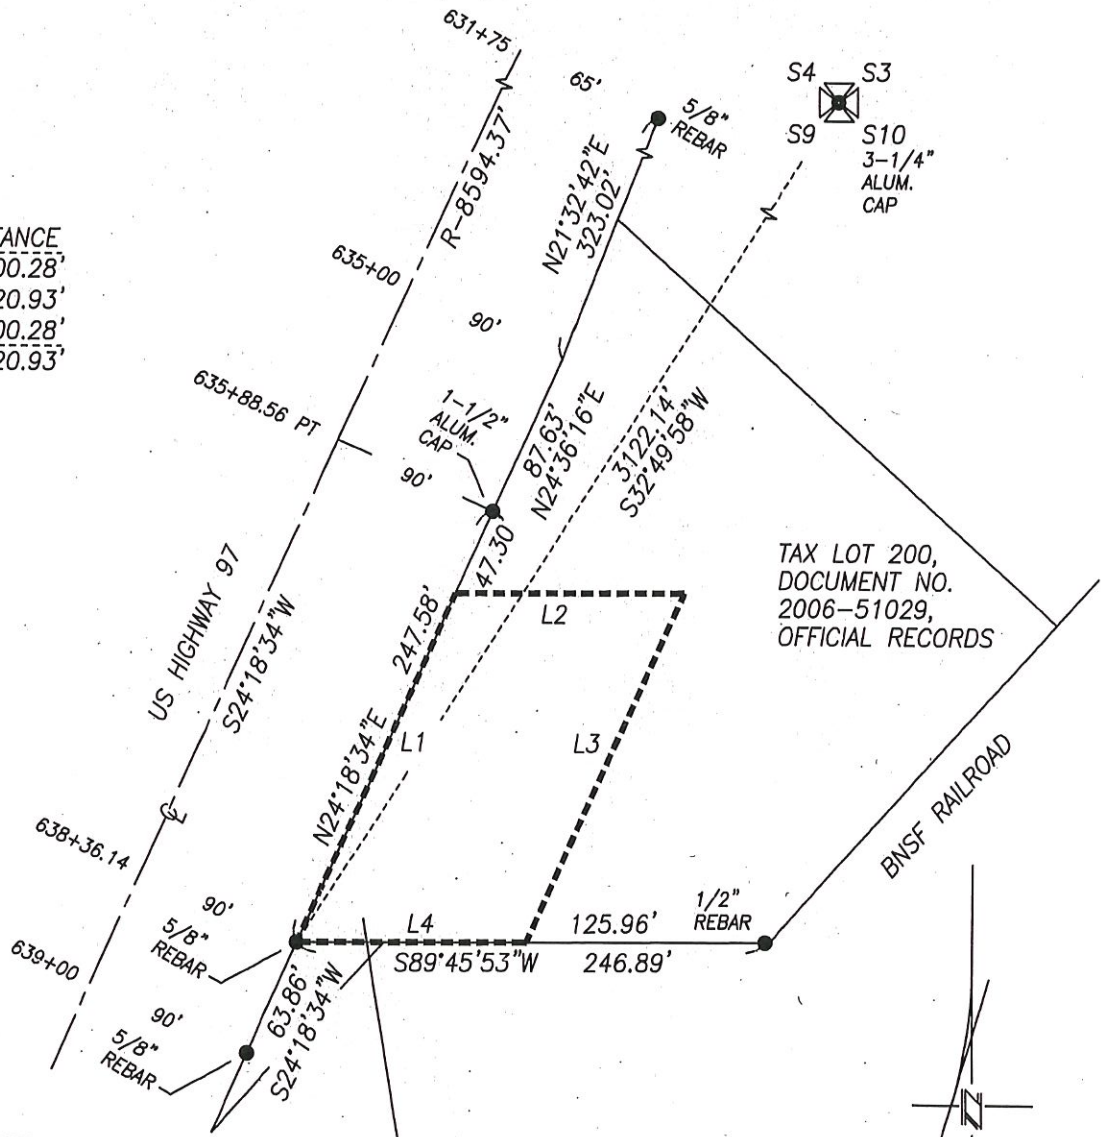 631+75
65'
S4 S3
S9 S10
3-1/4"
ALUM.
CAP
5/8"
REBAR
R-8594.37'
N21°32'42"E
323.02'
TANCE
00.28'
20.93'
00.28'
20.93'
635+00
90'
635+88.56 PT
1-1/2"
ALUM.
CAP
87.63'
N24°36'16"E
3122.14'
S32°49'58"W
90'
47.30
TAX LOT 200,
DOCUMENT NO.
2006-51029,
OFFICIAL RECORDS
L2
247.58'
US HIGHWAY 97
S24°18'34"W
N24°18'34"E
L1
L3
BNSF RAILROAD
638+36.14
90'
5/8"
REBAR
L4
125.96'
1/2"
REBAR
S89°45'53"W
246.89'
639+00
63.86'
S24°18'34"W
90'
5/8"
REBAR
N